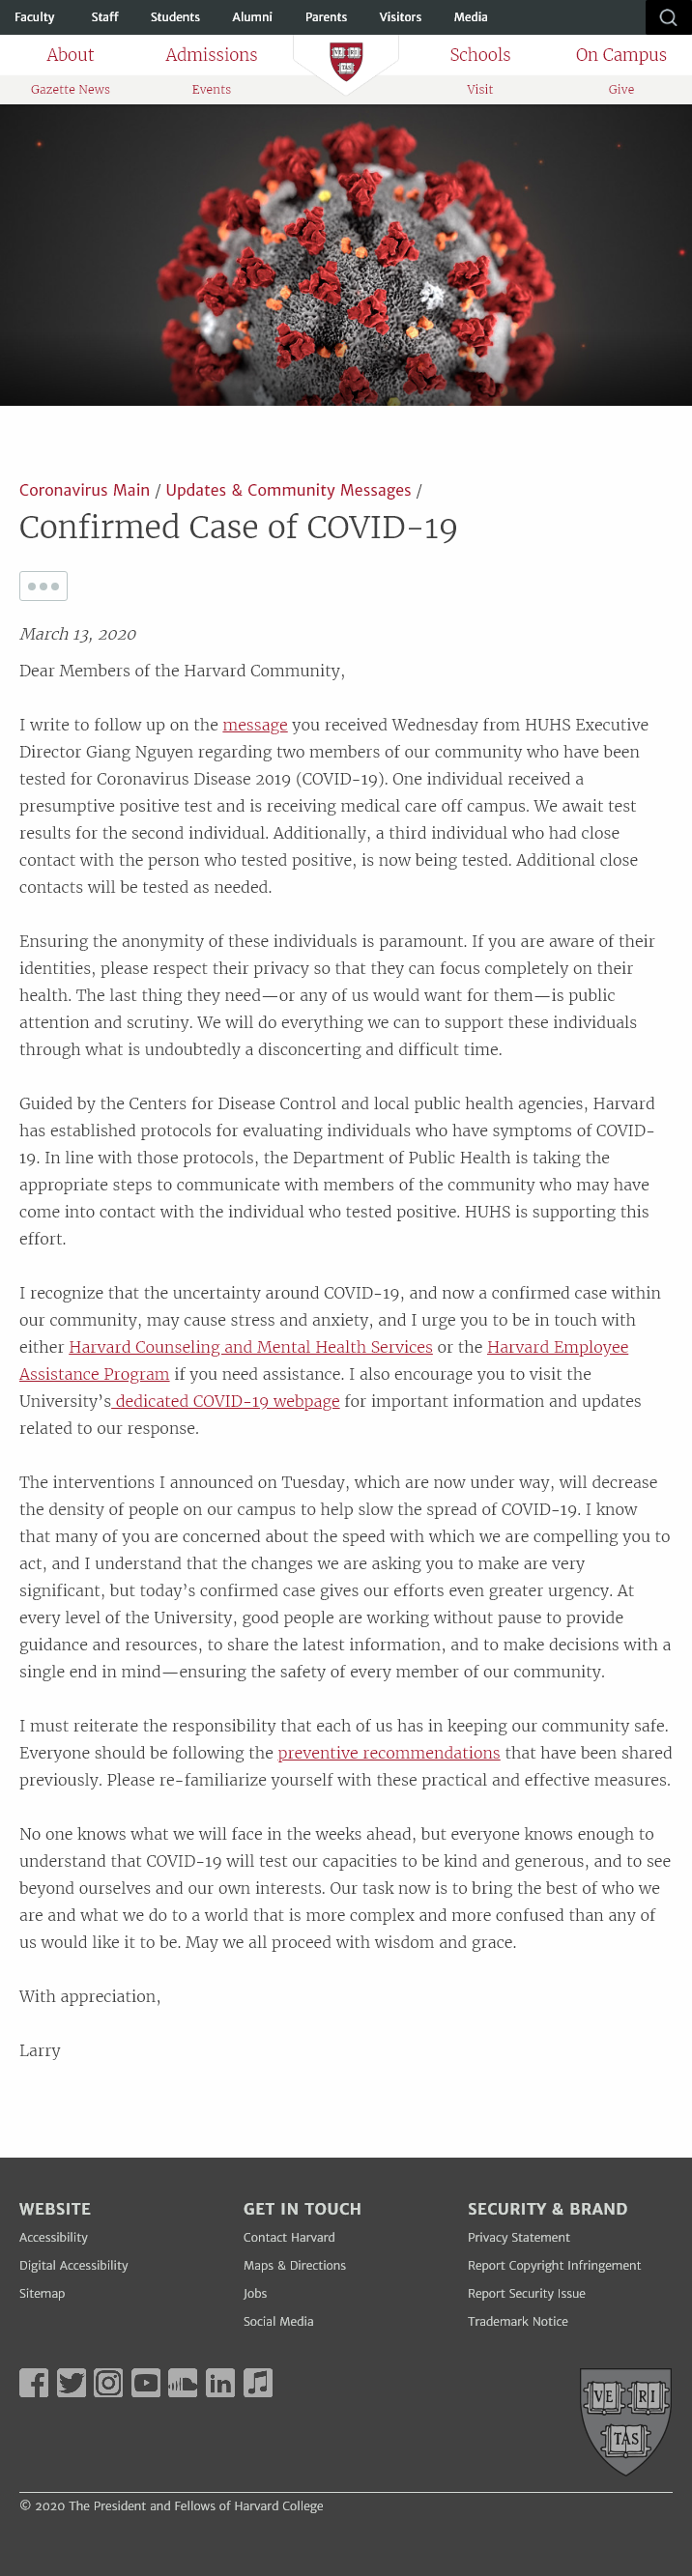 Faculty Staff Students Alumni Parents Visitors Media
About Admissions Schools On Campus
VE RI TAS
Gazette News Events Visit Give
Coronavirus Main / Updates & Community Messages /
Confirmed Case of COVID-19
March 13, 2020
Dear Members of the Harvard Community,
I write to follow up on the message you received Wednesday from HUHS Executive
Director Giang Nguyen regarding two members of our community who have been
tested for Coronavirus Disease 2019 (COVID-19). One individual received a
presumptive positive test and is receiving medical care off campus. We await test
results for the second individual. Additionally, a third individual who had close
contact with the person who tested positive, is now being tested. Additional close
contacts will be tested as needed.
Ensuring the anonymity of these individuals is paramount. If you are aware of their
identities, please respect their privacy so that they can focus completely on their
health. The last thing they need—or any of us would want for them—is public
attention and scrutiny. We will do everything we can to support these individuals
through what is undoubtedly a disconcerting and difficult time.
Guided by the Centers for Disease Control and local public health agencies, Harvard
has established protocols for evaluating individuals who have symptoms of COVID-
19. In line with those protocols, the Department of Public Health is taking the
appropriate steps to communicate with members of the community who may have
come into contact with the individual who tested positive. HUHS is supporting this
effort.
I recognize that the uncertainty around COVID-19, and now a confirmed case within
our community, may cause stress and anxiety, and I urge you to be in touch with
either Harvard Counseling and Mental Health Services or the Harvard Employee
Assistance Program if you need assistance. I also encourage you to visit the
University’s dedicated COVID-19 webpage for important information and updates
related to our response.
The interventions I announced on Tuesday, which are now under way, will decrease
the density of people on our campus to help slow the spread of COVID-19. I know
that many of you are concerned about the speed with which we are compelling you to
act, and I understand that the changes we are asking you to make are very
significant, but today’s confirmed case gives our efforts even greater urgency. At
every level of the University, good people are working without pause to provide
guidance and resources, to share the latest information, and to make decisions with a
single end in mind—ensuring the safety of every member of our community.
I must reiterate the responsibility that each of us has in keeping our community safe.
Everyone should be following the preventive recommendations that have been shared
previously. Please re-familiarize yourself with these practical and effective measures.
No one knows what we will face in the weeks ahead, but everyone knows enough to
understand that COVID-19 will test our capacities to be kind and generous, and to see
beyond ourselves and our own interests. Our task now is to bring the best of who we
are and what we do to a world that is more complex and more confused than any of
us would like it to be. May we all proceed with wisdom and grace.
With appreciation,
Larry
WEBSITE GET IN TOUCH SECURITY & BRAND
Accessibility Contact Harvard Privacy Statement
Digital Accessibility Maps & Directions Report Copyright Infringement
Sitemap Jobs Report Security Issue
Social Media Trademark Notice
VE RI
TAS
© 2020 The President and Fellows of Harvard College